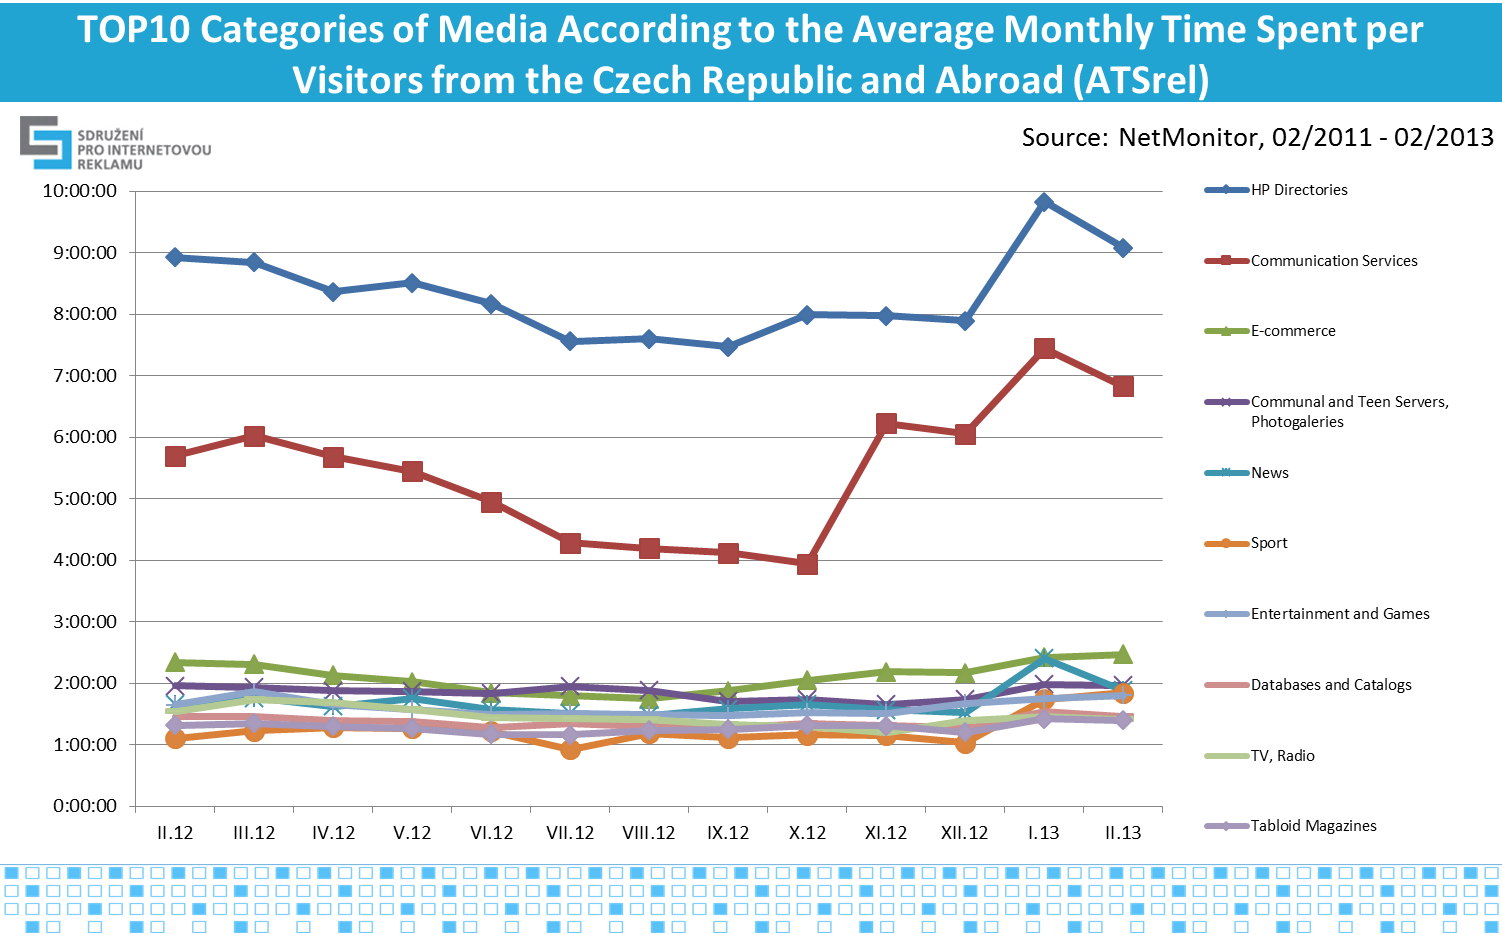 TOP10 Categories of Media According to the Average Monthly Time Spent per
Visitors from the Czech Republic and Abroad (ATSrel)
SDRUŽENÍ
PRO INTERNETOVOU
REKLAMU
Source: NetMonitor, 02/2011 - 02/2013
10:00:00
9:00:00
8:00:00
7:00:00
6:00:00
5:00:00
4:00:00
3:00:00
2:00:00
1:00:00
0:00:00
II.12 III.12 IV.12 V.12 VI.12 VII.12 VIII.12 IX.12 X.12 XI.12 XII.12 I.13 II.13
HP Directories
Communication Services
E-commerce
Communal and Teen Servers,
Photogaleries
News
Sport
Entertainment and Games
Databases and Catalogs
TV, Radio
Tabloid Magazines